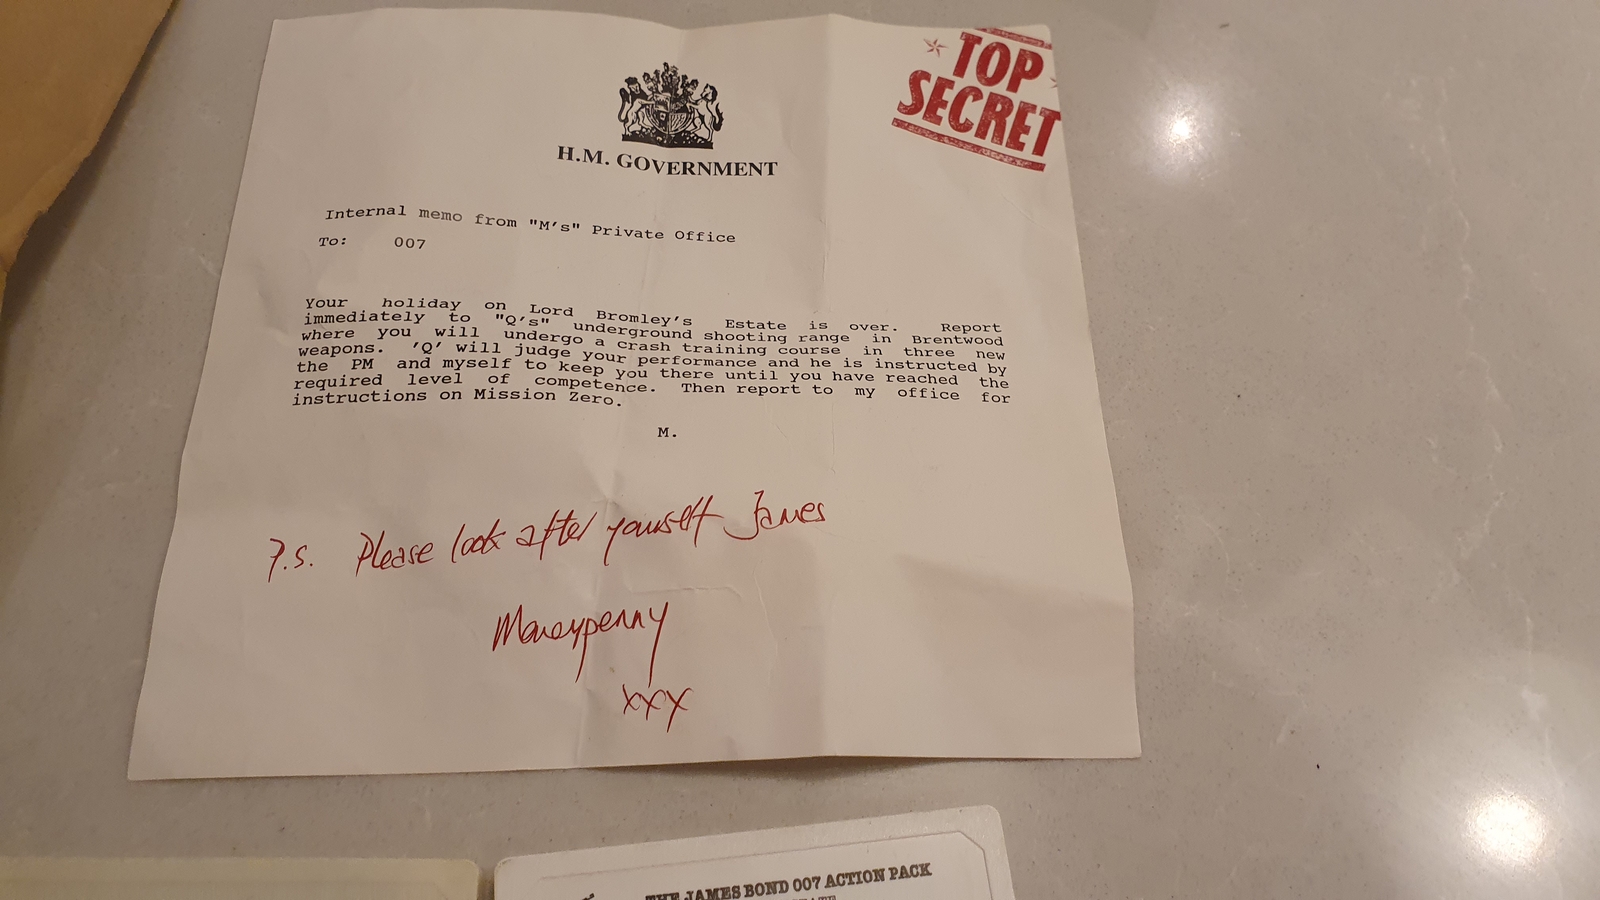 TOP
SECRET
H.M. GOVERNMENT
Internal memo from "M's" Private Office
To: 007
Your holiday on Lord Bromley's Estate is over. Report
immediately to "Q's" underground shooting range in Brentwood
where you will undergo a crash training course in three new
weapons. 'Q' will judge your performance and he is instructed by
the PM and myself to keep you there until you have reached the
required level of competence. Then report to my office for
instructions on Mission Zero.
M.
P.S. Please look after yourself James
Moneypenny
xxx
THE JAMES BOND 007 ACTION PACK